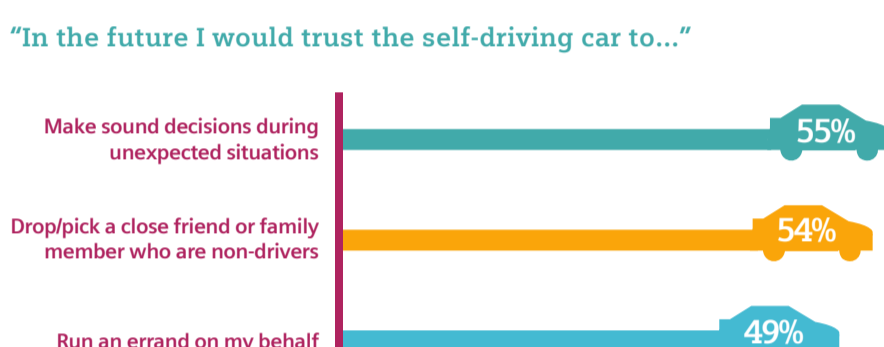 “In the future I would trust the self-driving car to...”
Make sound decisions during
unexpected situations
55%
Drop/pick a close friend or family
member who are non-drivers
54%
Run an errand on my behalf
49%